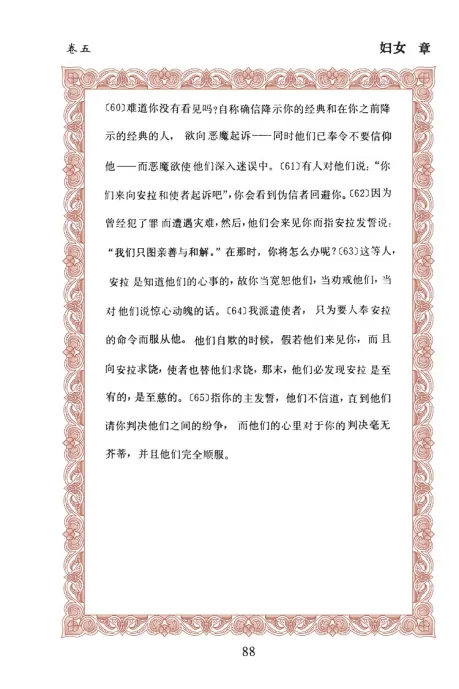 卷五
妇女 章
〔60〕难道你没有看见吗?自称确信降示你的经典和在你之前降
示的经典的人, 欲向恶魔起诉——同时他们已奉令不要信仰
他——而恶魔欲使他们深入迷误中。〔61〕有人对他们说:“你
们来向安拉和使者起诉吧”,你会看到伪信者回避你。〔62〕因为
曾经犯了罪而遭遇灾难,然后,他们会来见你而指安拉发誓说:
“我们只图亲善与和解。”在那时,你将怎么办呢?〔63〕这等人,
安拉 是知道他们的心事的,故你当宽恕他们,当劝戒他们,当
对他们说惊心动魄的话。〔64〕我派遣使者, 只为要人奉安拉
的命令而服从他。 他们自欺的时候, 假若他们来见你,而 且
向安拉求饶,使者也替他们求饶,那末,他们必发现安拉 是至
宥的,是至慈的。〔65〕指你的主发誓,他们不信道,直到他们
请你判决他们之间的纷争, 而他们的心里对于你的判决毫无
芥蒂,并且他们完全顺服。
88